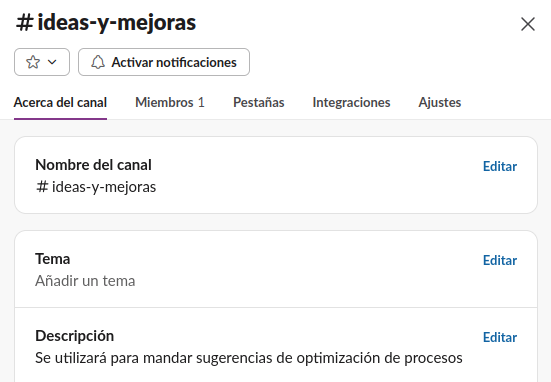 # ideas-y-mejoras
Activar notificaciones
Acerca del canal Miembros 1 Pestañas Integraciones Ajustes
Nombre del canal Editar
# ideas-y-mejoras
Tema Editar
Añadir un tema
Descripción Editar
Se utilizará para mandar sugerencias de optimización de procesos